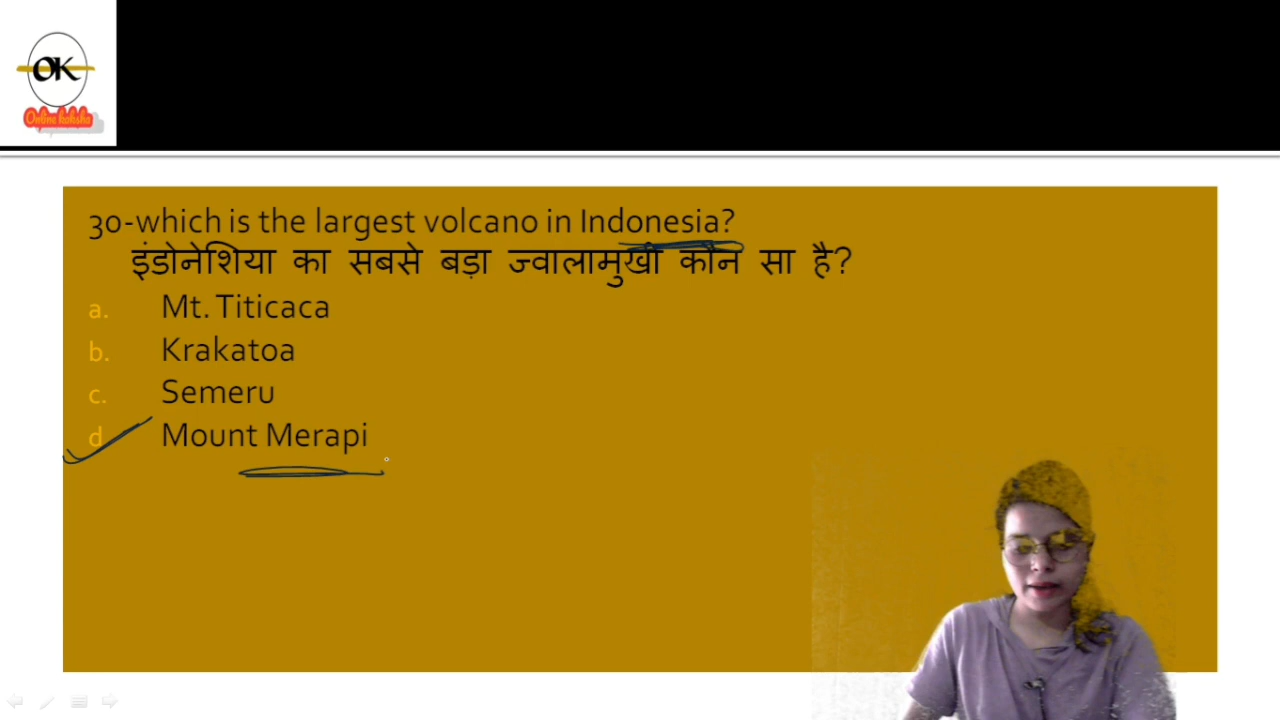 OK
Online kaksha
30-which is the largest volcano in Indonesia?
इंडोनेशिया का सबसे बड़ा ज्वालामुखी कौन सा है?
a. Mt. Titicaca
b. Krakatoa
c. Semeru
d. Mount Merapi